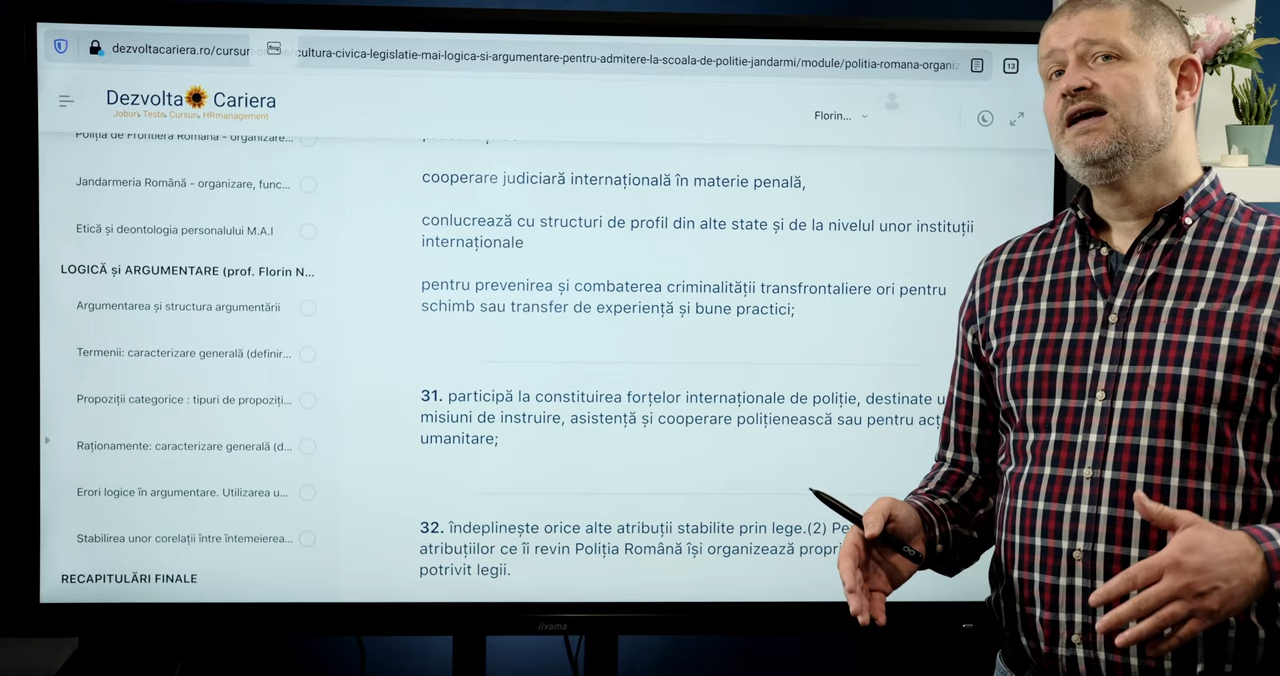 dezvoltacariera.ro/cursuri
cultura-civica-legislatie-mai-logica-si-argumentare-pentru-admitere-la-scoala-de-politie-jandarmi/module/politia-romana-organiz
13
Dezvolta Cariera
Joburi, Teste, Cursuri, HRmanagement
Florin...
Poliția de Frontieră Română - organizare...
Jandarmeria Română - organizare, func...
Etică și deontologia personalului M.A.I
LOGICĂ și ARGUMENTARE (prof. Florin N...
Argumentarea și structura argumentării
Termenii: caracterizare generală (definir...
Propoziții categorice : tipuri de propoziți...
Raționamente: caracterizare generală (d...
Erori logice în argumentare. Utilizarea u...
Stabilirea unor corelații între întemeierea...
RECAPITULĂRI FINALE
cooperare judiciară internațională în materie penală,
conlucrează cu structuri de profil din alte state și de la nivelul unor instituții
internaționale
pentru prevenirea și combaterea criminalității transfrontaliere ori pentru
schimb sau transfer de experiență și bune practici;
31. participă la constituirea forțelor internaționale de poliție, destinate u
misiuni de instruire, asistență și cooperare polițienească sau pentru acț
umanitare;
32. îndeplinește orice alte atribuții stabilite prin lege.(2) Pe
atribuțiilor ce îi revin Poliția Română își organizează propri
potrivit legii.
iiyama